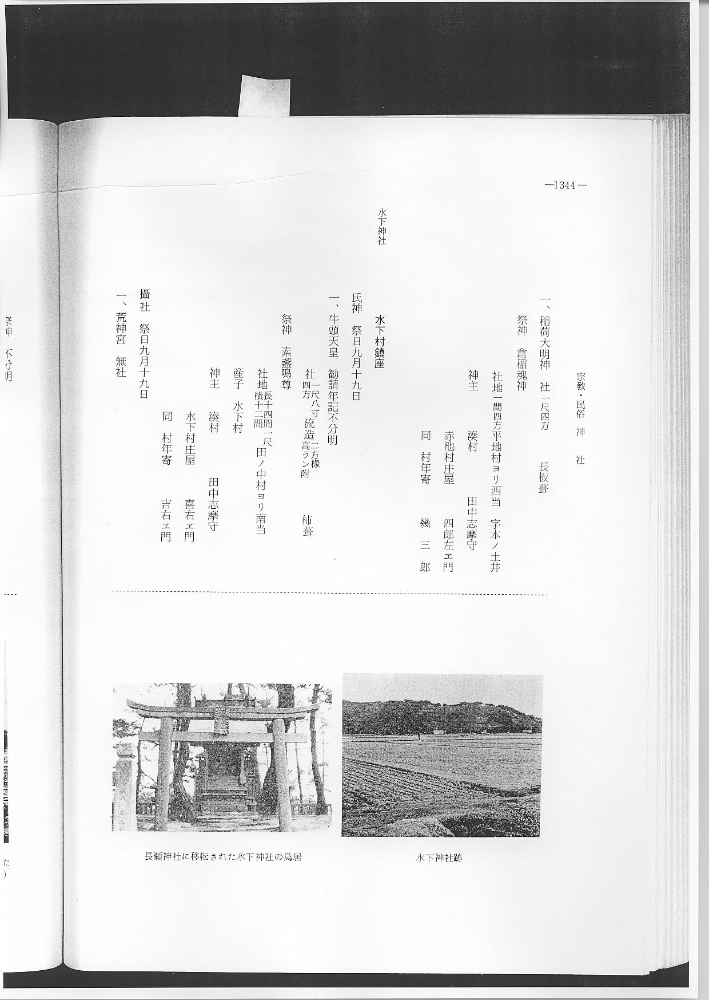 —1344—
宗教・民俗　神　社
一、稲荷大明神　社一尺四方　長板葺
祭神　倉稲魂神
社地一間四方平地村ヨリ西当　字本ノ土井
神主　湊村　田中志摩守
赤池村庄屋　四郎左ヱ門
同　村年寄　幾三郎
水下神社
水下村鎮座
氏神　祭日九月十九日
一、牛頭天皇　勧請年記不分明
社一尺八寸四方　流造二方椽高ラン附　柿葺
祭神　素盞鳴尊
社地長十四間一尺横十二間　田ノ中村ヨリ南当
産子　水下村
神主　湊村　田中志摩守
水下村庄屋　喜右ヱ門
同　村年寄　吉右ヱ門
攝社　祭日九月十九日
一、荒神宮　無社
水下神社跡
長瀬神社に移転された水下神社の鳥居
祭神　不分明
た
)